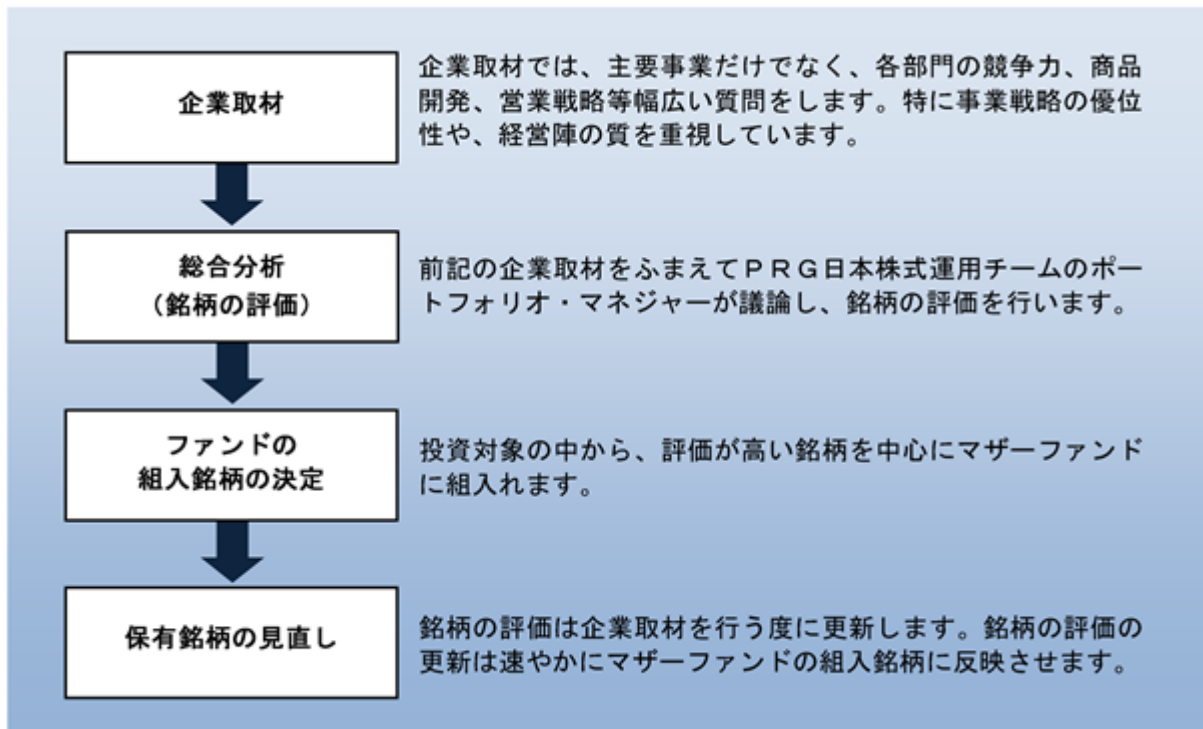 企業取材
企業取材では、主要事業だけでなく、各部門の競争力、商品
開発、営業戦略等幅広い質問をします。特に事業戦略の優位
性や、経営陣の質を重視しています。
総合分析
（銘柄の評価）
前記の企業取材をふまえてＰＲＧ日本株式運用チームのポー
トフォリオ・マネジャーが議論し、銘柄の評価を行います。
ファンドの
組入銘柄の決定
投資対象の中から、評価が高い銘柄を中心にマザーファンド
に組入れます。
保有銘柄の見直し
銘柄の評価は企業取材を行う度に更新します。銘柄の評価の
更新は速やかにマザーファンドの組入銘柄に反映させます。